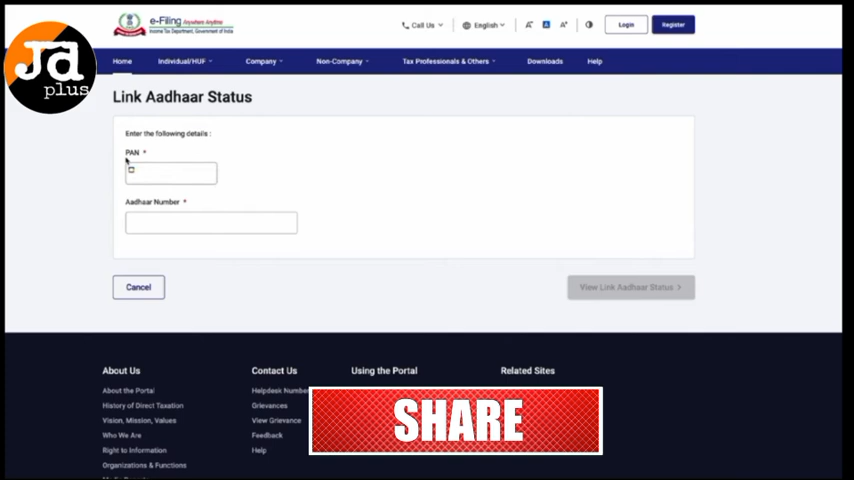 e-Filing Anywhere Anytime
Income Tax Department, Government of India
Call Us
English
A-
A
A+
Login
Register
Ja
plus
Home
Individual/HUF
Company
Non-Company
Tax Professionals & Others
Downloads
Help
Link Aadhaar Status
Enter the following details :
PAN *
Aadhaar Number *
Cancel
View Link Aadhaar Status >
About Us
Contact Us
Using the Portal
Related Sites
About the Portal
Helpdesk Number
History of Direct Taxation
Grievances
Vision, Mission, Values
View Grievance
Who We Are
Feedback
Right to Information
Help
Organizations & Functions
SHARE